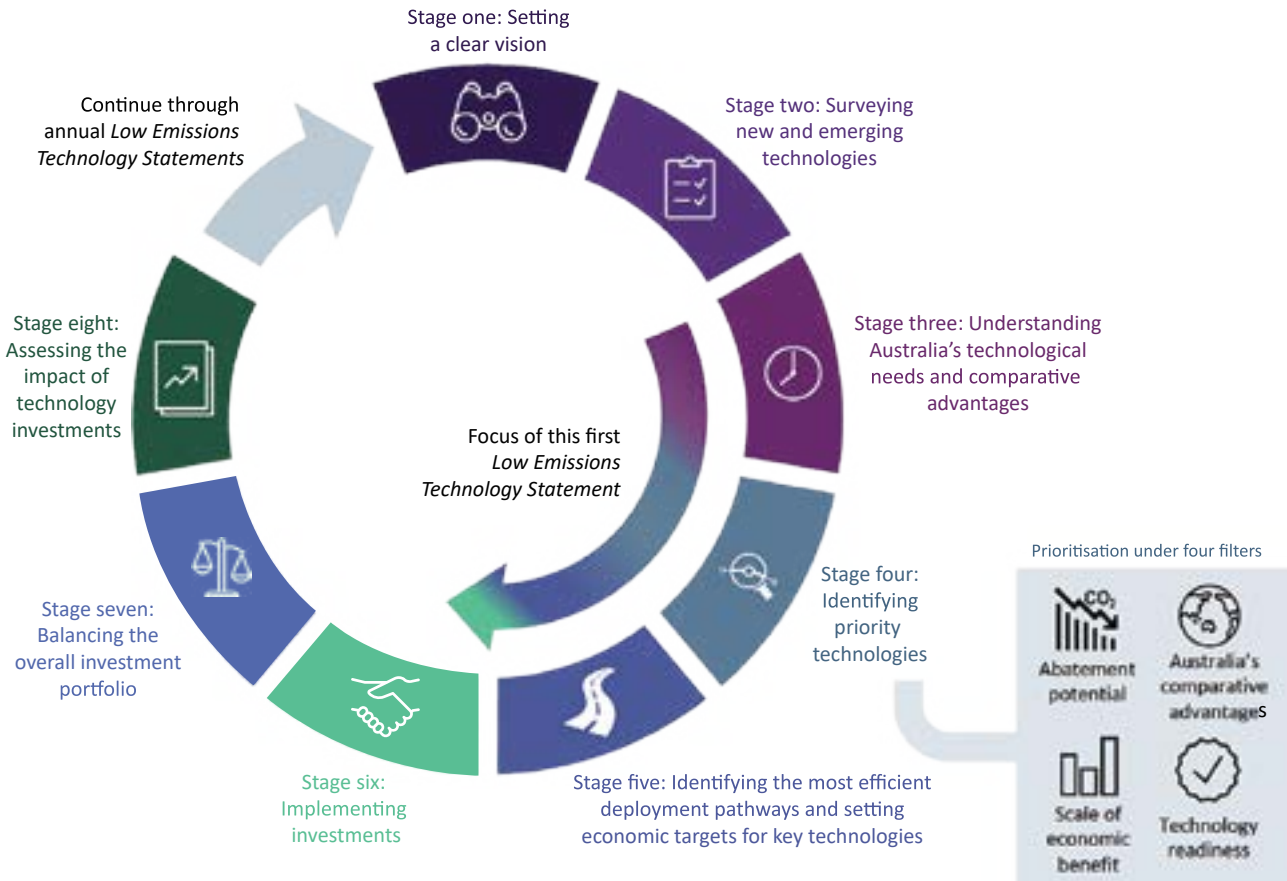 Stage one: Setting
a clear vision
Continue through
annual Low Emissions
Technology Statements
Stage two: Surveying
new and emerging
technologies
Stage three: Understanding
Australia's technological
needs and comparative
advantages
Stage eight:
Assessing the
impact of
technology
investments
Focus of this first
Low Emissions
Technology Statement
Stage four:
Identifying
priority
technologies
Stage seven:
Balancing the
overall investment
portfolio
Stage six:
Implementing
investments
Stage five: Identifying the most efficient
deployment pathways and setting
economic targets for key technologies
Prioritisation under four filters
CO₂
Abatement
potential
Australia's
comparative
advantages
Scale of
economic
benefit
Technology
readiness